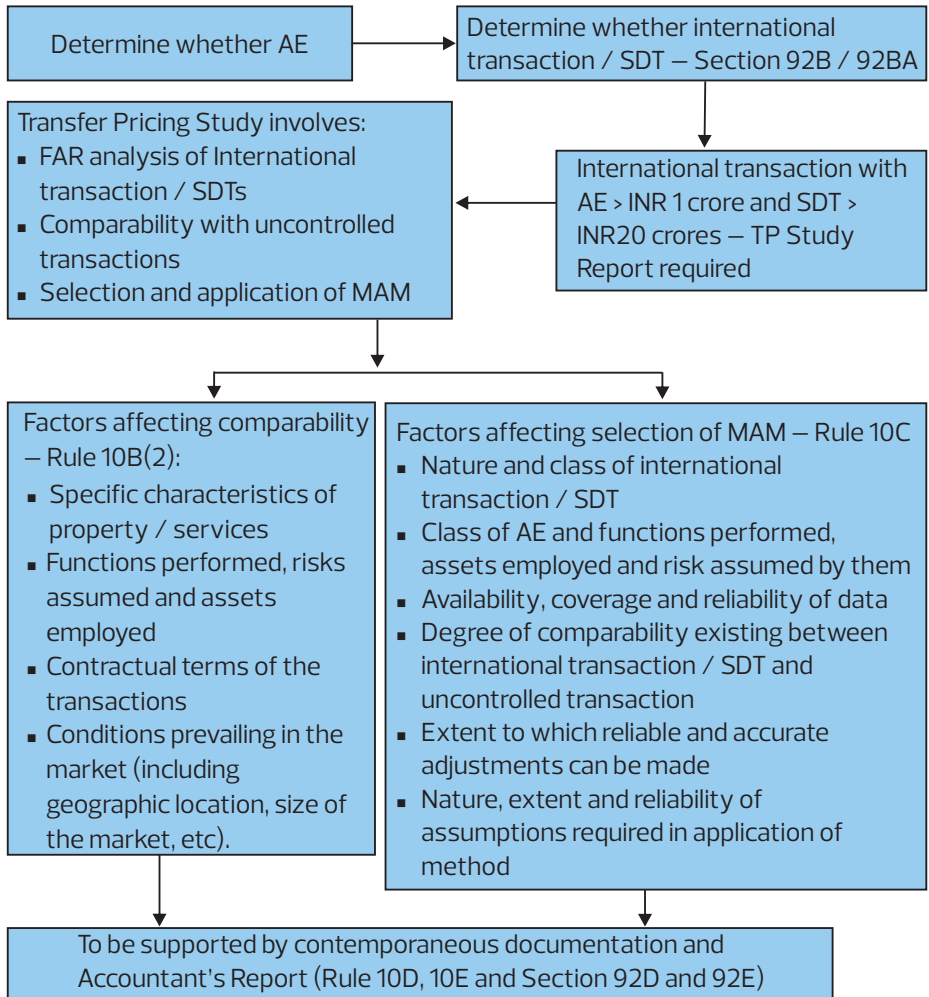 Determine whether AE
Determine whether international
transaction / SDT – Section 92B / 92BA
Transfer Pricing Study involves:
▪ FAR analysis of International
transaction / SDTs
▪ Comparability with uncontrolled
transactions
▪ Selection and application of MAM
International transaction with
AE > INR 1 crore and SDT >
INR20 crores – TP Study
Report required
Factors affecting comparability
– Rule 10B(2):
▪ Specific characteristics of
property / services
▪ Functions performed, risks
assumed and assets
employed
▪ Contractual terms of the
transactions
▪ Conditions prevailing in the
market (including
geographic location, size of
the market, etc).
Factors affecting selection of MAM – Rule 10C
▪ Nature and class of international
transaction / SDT
▪ Class of AE and functions performed,
assets employed and risk assumed by them
▪ Availability, coverage and reliability of data
▪ Degree of comparability existing between
international transaction / SDT and
uncontrolled transaction
▪ Extent to which reliable and accurate
adjustments can be made
▪ Nature, extent and reliability of
assumptions required in application of
method
To be supported by contemporaneous documentation and
Accountant's Report (Rule 10D, 10E and Section 92D and 92E)